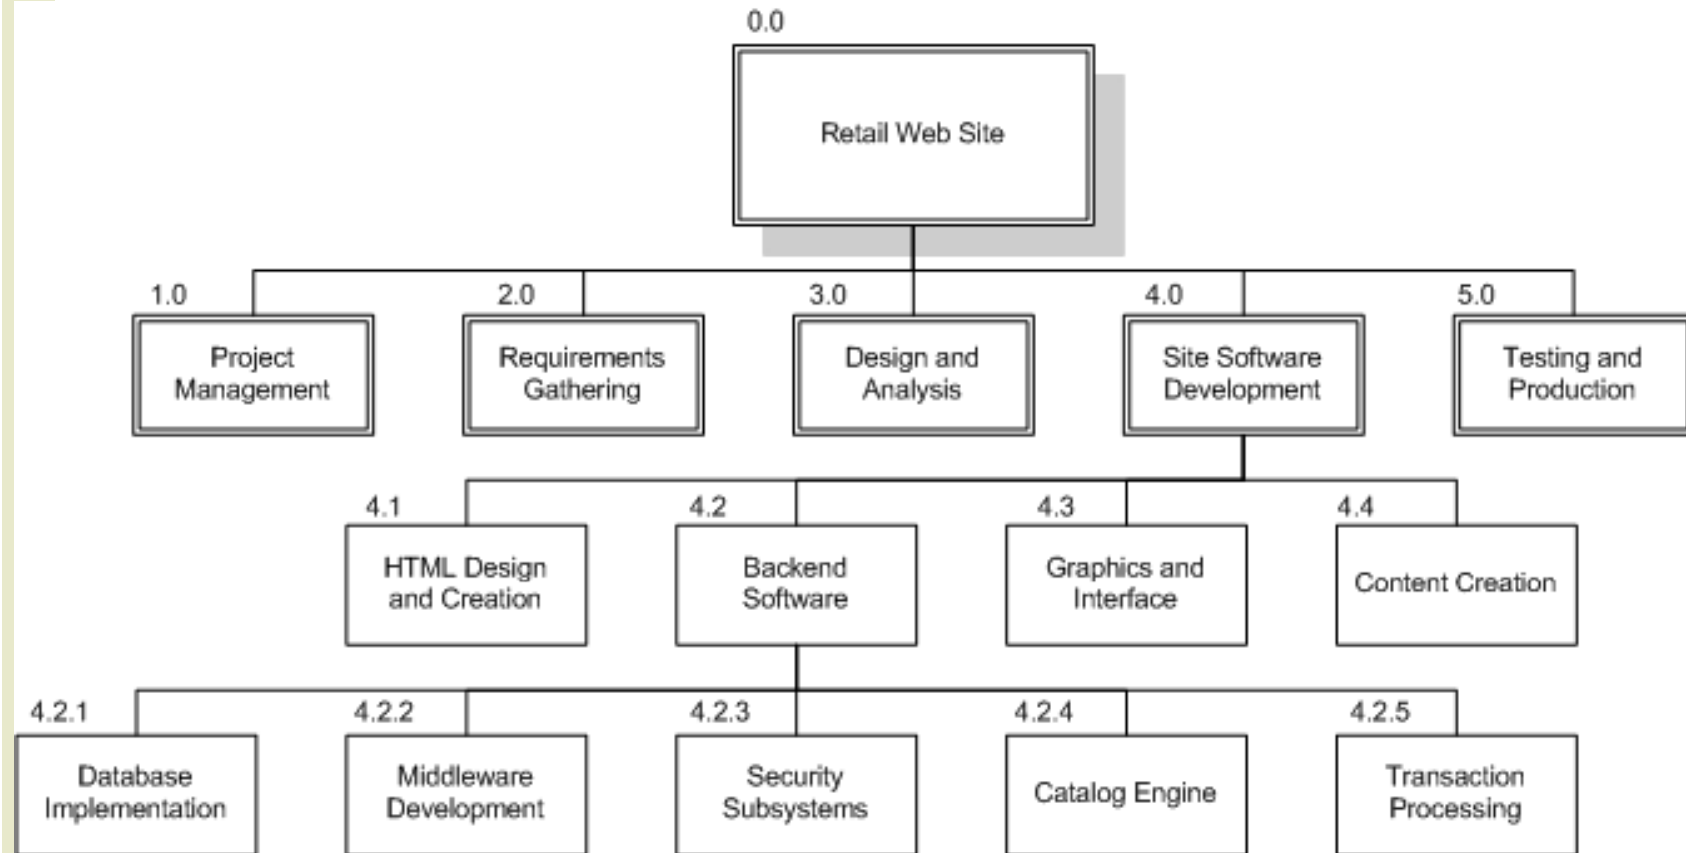 0.0
Retail Web Site
1.0
2.0
3.0
4.0
5.0
Project
Management
Requirements
Gathering
Design and
Analysis
Site Software
Development
Testing and
Production
4.1
4.2
4.3
4.4
HTML Design
and Creation
Backend
Software
Graphics and
Interface
Content Creation
4.2.1
4.2.2
4.2.3
4.2.4
4.2.5
Database
Implementation
Middleware
Development
Security
Subsystems
Catalog Engine
Transaction
Processing